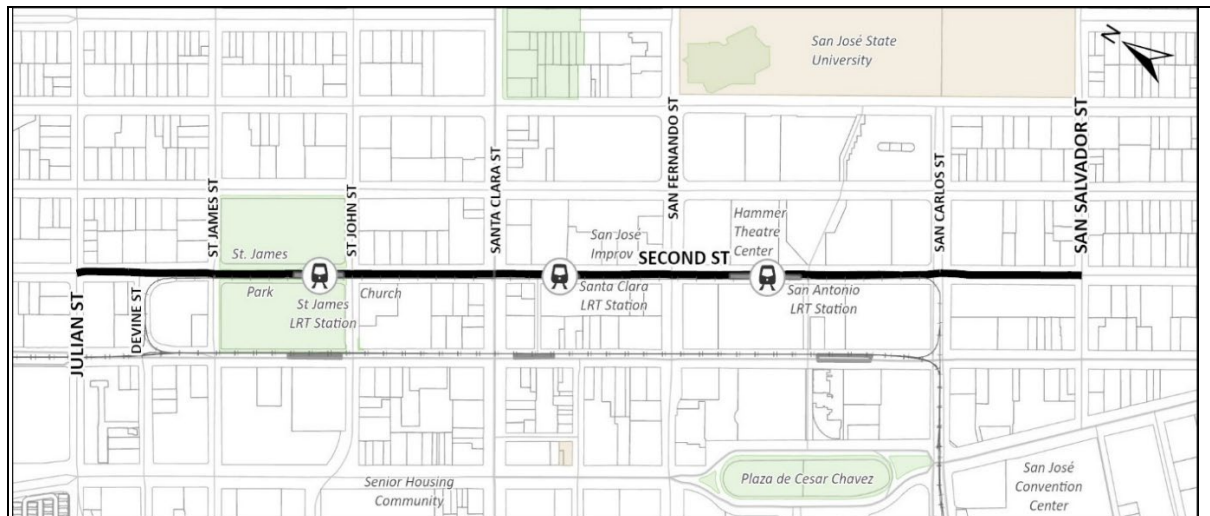 San José State
University
N
SAN FERNANDO ST
SAN SALVADOR ST
SANTA CLARA ST
SAN CARLOS ST
ST JAMES ST
ST JOHN ST
Hammer
Theatre
Center
San José
Improv
St. James
SECOND ST
Park
Church
Santa Clara
LRT Station
San Antonio
LRT Station
St James
LRT Station
DEVINE ST
JULIAN ST
Senior Housing
Community
Plaza de Cesar Chavez
San José
Convention
Center